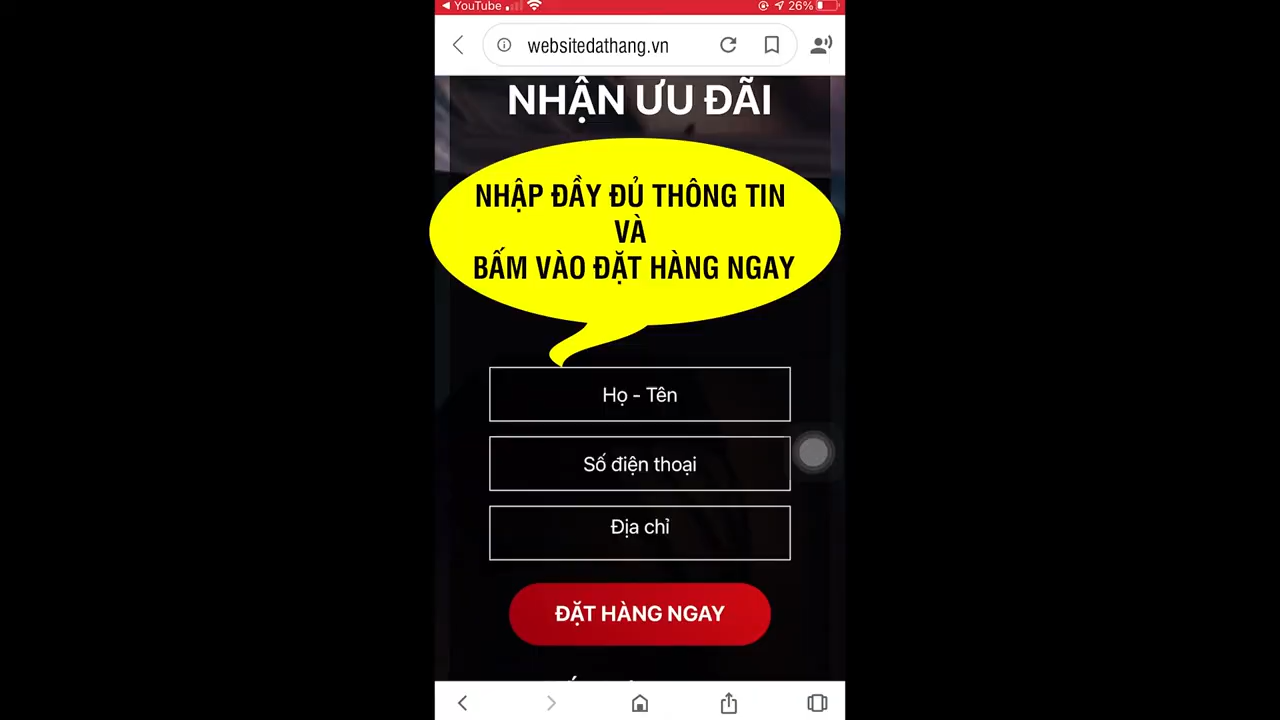 YouTube
26%
websitedathang.vn
NHẬN ƯU ĐÃI
NHẬP ĐẦY ĐỦ THÔNG TIN
VÀ
BẤM VÀO ĐẶT HÀNG NGAY
Họ - Tên
Số điện thoại
Địa chỉ
ĐẶT HÀNG NGAY